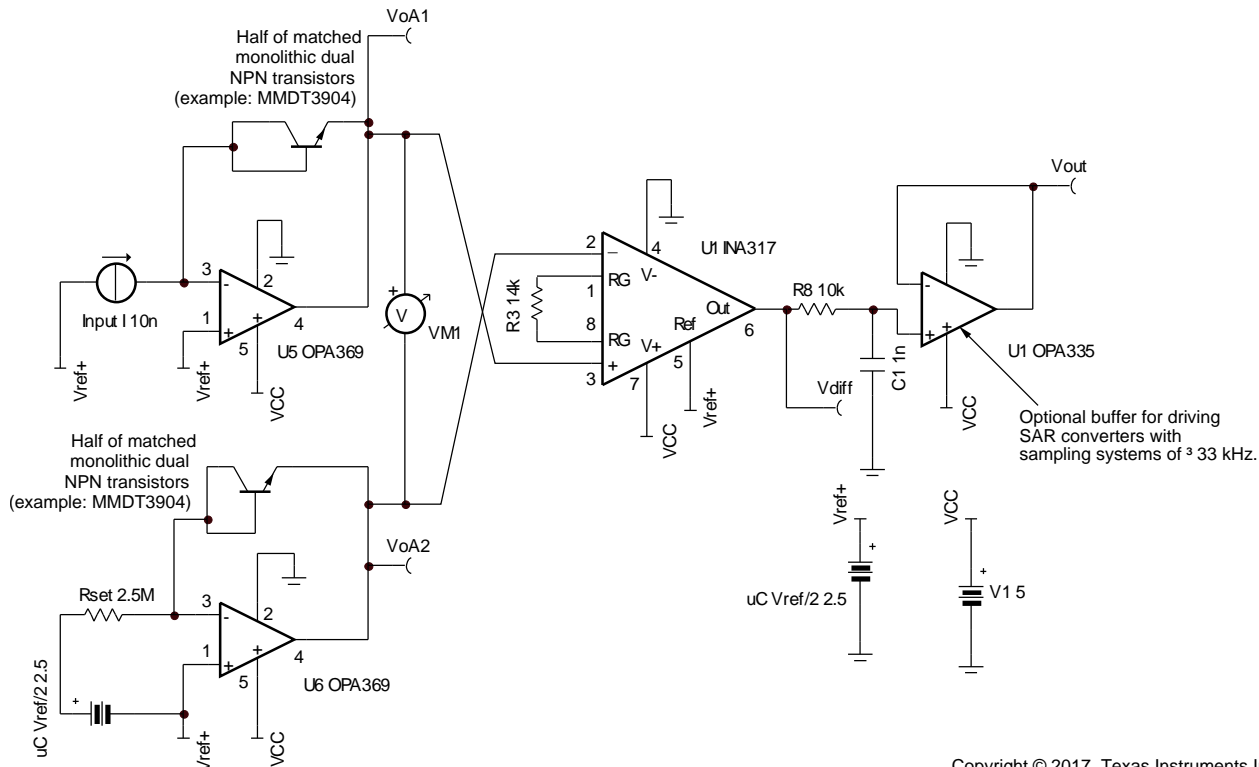 VoA1
Half of matched
monolithic dual
NPN transistors
(example: MMDT3904)
Vout
2
4
U1 INA317
_
3
2
RG
V-
R8 10k
-
+
-
Input I 10n
1
+
4
V
VM1
R3 14k
1
Out
+
+
5
U5 OPA369
8
Ref
6
RG
V+
U1 OPA335
Vref+
Vref+
VCC
+
5
C1 1n
3
7
Vdiff
VCC
Vref+
VCC
Optional buffer for driving
SAR converters with
sampling systems of ³ 33 kHz.
Half of matched
monolithic dual
NPN transistors
(example: MMDT3904)
Vref+
VCC
VoA2
+
+
Rset 2.5M
3
2
uC Vref/2 2.5
V1 5
-
+
1
+
4
5
U6 OPA369
uC Vref/2 2.5
+
Vref+
VCC
Copyright © 2017, Texas Instruments I